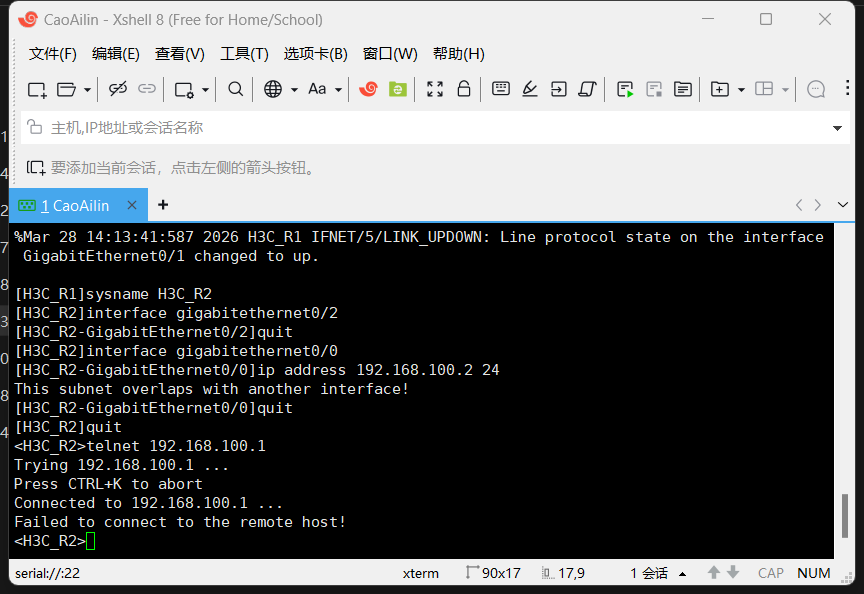 CaoAilin - Xshell 8 (Free for Home/School)
文件(F) 编辑(E) 查看(V) 工具(T) 选项卡(B) 窗口(W) 帮助(H)
Aa
主机,IP地址或会话名称
要添加当前会话，点击左侧的箭头按钮。
1 CaoAilin
%Mar 28 14:13:41:587 2026 H3C_R1 IFNET/5/LINK_UPDOWN: Line protocol state on the interface
GigabitEthernet0/1 changed to up.
[H3C_R1]sysname H3C_R2
[H3C_R2]interface gigabitethernet0/2
[H3C_R2-GigabitEthernet0/2]quit
[H3C_R2]interface gigabitethernet0/0
[H3C_R2-GigabitEthernet0/0]ip address 192.168.100.2 24
This subnet overlaps with another interface!
[H3C_R2-GigabitEthernet0/0]quit
[H3C_R2]quit
<H3C_R2>telnet 192.168.100.1
Trying 192.168.100.1 ...
Press CTRL+K to abort
Connected to 192.168.100.1 ...
Failed to connect to the remote host!
<H3C_R2>
serial://:22 xterm 90x17 17,9 1 会话 CAP NUM